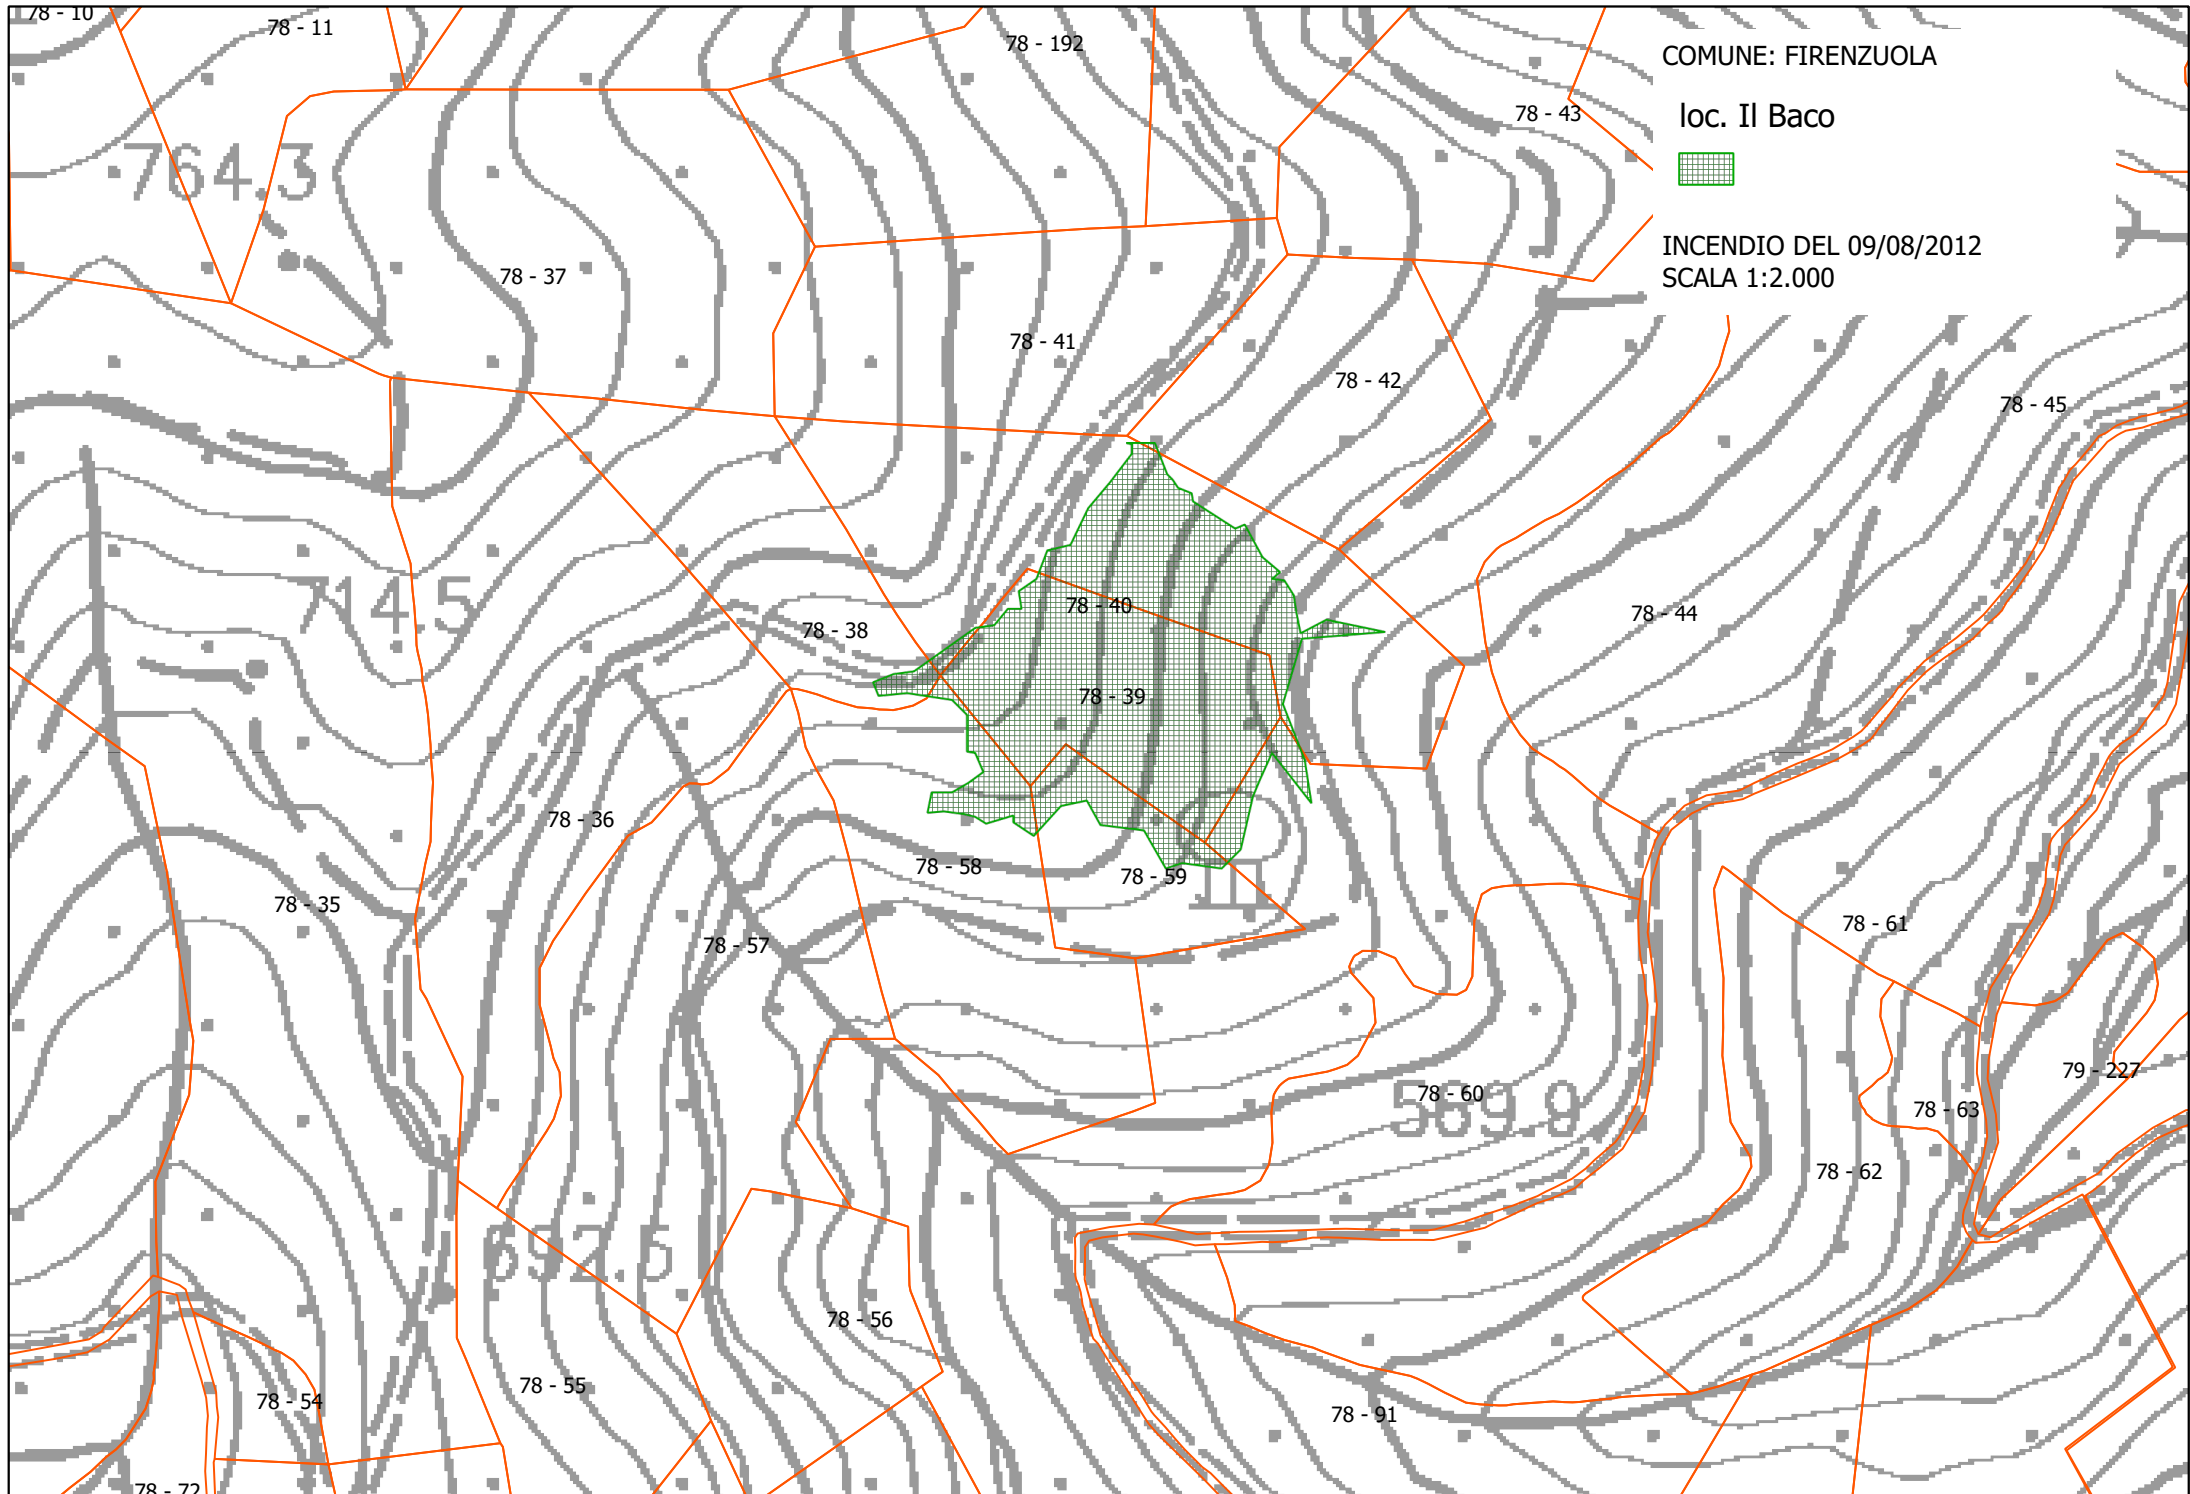 78 - 10
78 - 11
78 - 192
COMUNE: FIRENZUOLA
78 - 43
loc. Il Baco
764.3
INCENDIO DEL 09/08/2012
SCALA 1:2.000
78 - 37
78 - 41
78 - 42
78 - 45
714.5
78 - 40
78 - 44
78 - 38
78 - 39
78 - 36
78 - 58
78 - 59
78 - 35
78 - 61
78 - 57
79 - 227
78 - 60
569.9
78 - 63
78 - 62
692.5
78 - 56
78 - 55
78 - 54
78 - 91
78 - 72